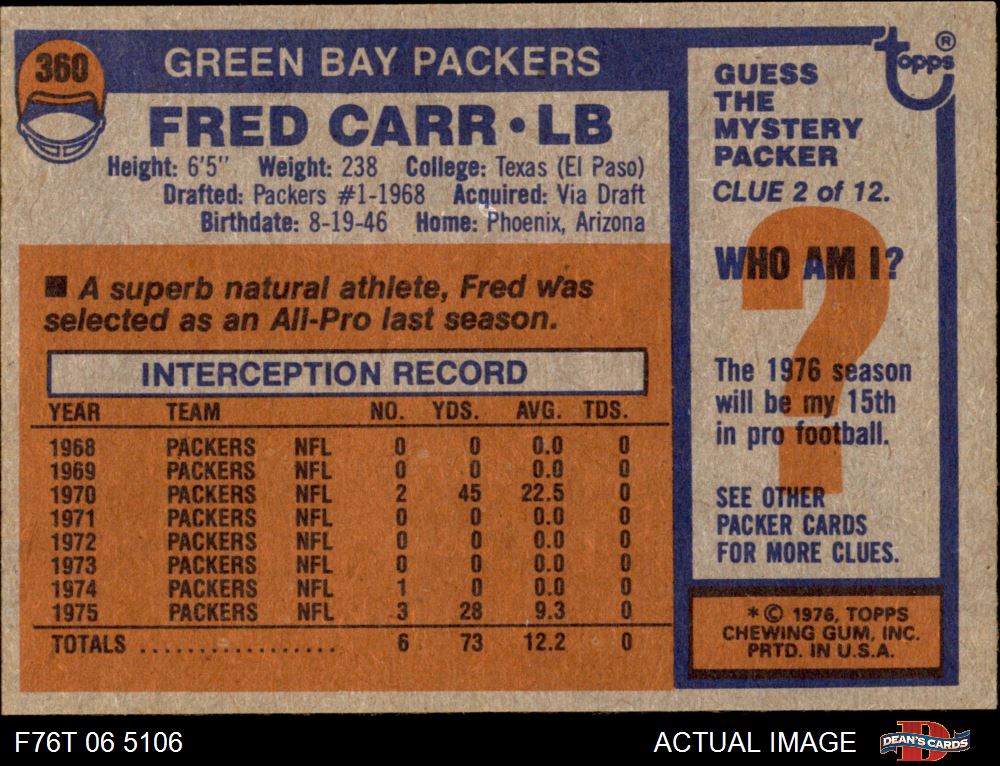 360
GREEN BAY PACKERS
FRED CARR • LB
Height: 6'5" Weight: 238 College: Texas (El Paso)
Drafted: Packers #1-1968 Acquired: Via Draft
Birthdate: 8-19-46 Home: Phoenix, Arizona
■ A superb natural athlete, Fred was
selected as an All-Pro last season.
INTERCEPTION RECORD
YEAR TEAM NO. YDS. AVG. TDS.
1968 PACKERS NFL 0 0 0.0 0
1969 PACKERS NFL 0 0 0.0 0
1970 PACKERS NFL 2 45 22.5 0
1971 PACKERS NFL 0 0 0.0 0
1972 PACKERS NFL 0 0 0.0 0
1973 PACKERS NFL 0 0 0.0 0
1974 PACKERS NFL 1 0 0.0 0
1975 PACKERS NFL 3 28 9.3 0
TOTALS ................. 6 73 12.2 0
topps ®
GUESS
THE
MYSTERY
PACKER
CLUE 2 of 12.
WHO AM I?
The 1976 season
will be my 15th
in pro football.
SEE OTHER
PACKER CARDS
FOR MORE CLUES.
* © 1976, TOPPS
CHEWING GUM, INC.
PRTD. IN U.S.A.
F76T 06 5106
ACTUAL IMAGE
D
DEAN'S CARDS